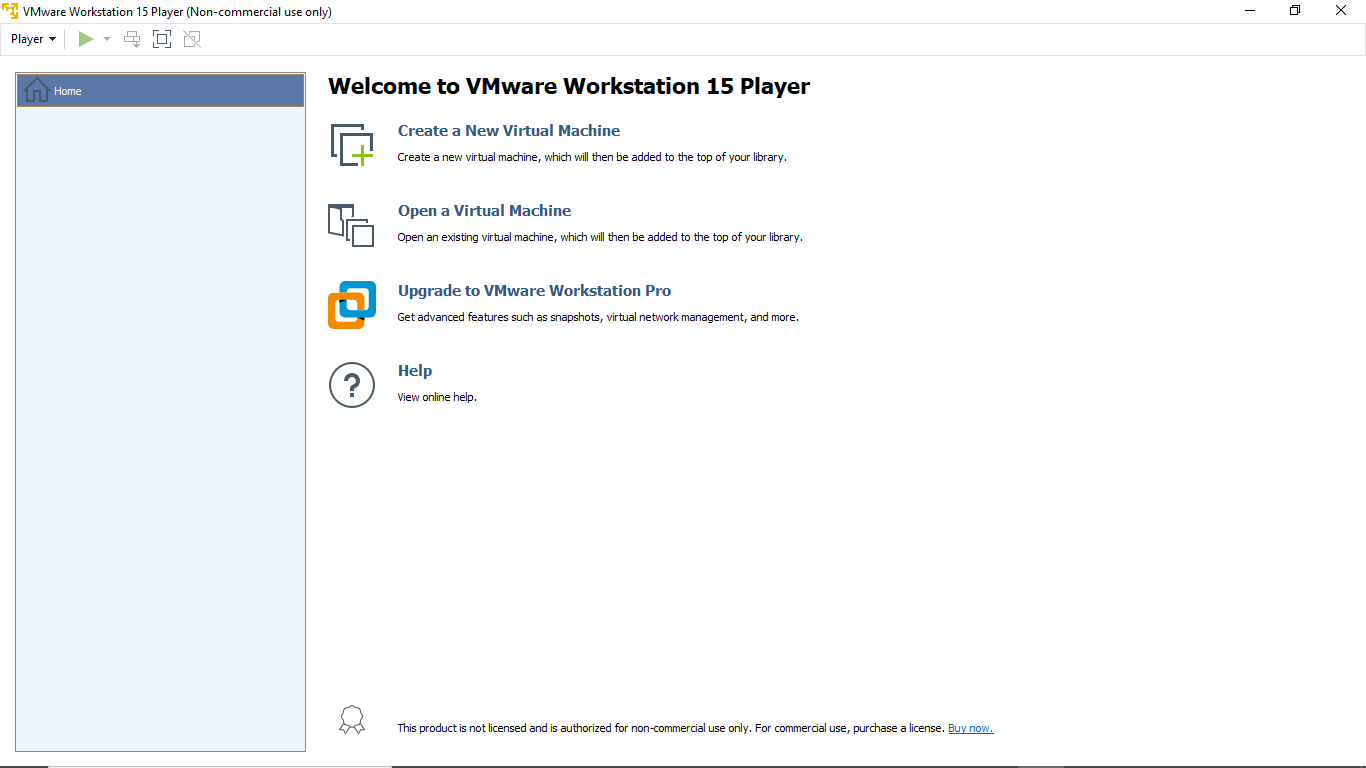 VMware Workstation 15 Player (Non-commercial use only)
Player
Home
Welcome to VMware Workstation 15 Player
Create a New Virtual Machine
Create a new virtual machine, which will then be added to the top of your library.
Open a Virtual Machine
Open an existing virtual machine, which will then be added to the top of your library.
Upgrade to VMware Workstation Pro
Get advanced features such as snapshots, virtual network management, and more.
?
Help
View online help.
This product is not licensed and is authorized for non-commercial use only. For commercial use, purchase a license. Buy now.